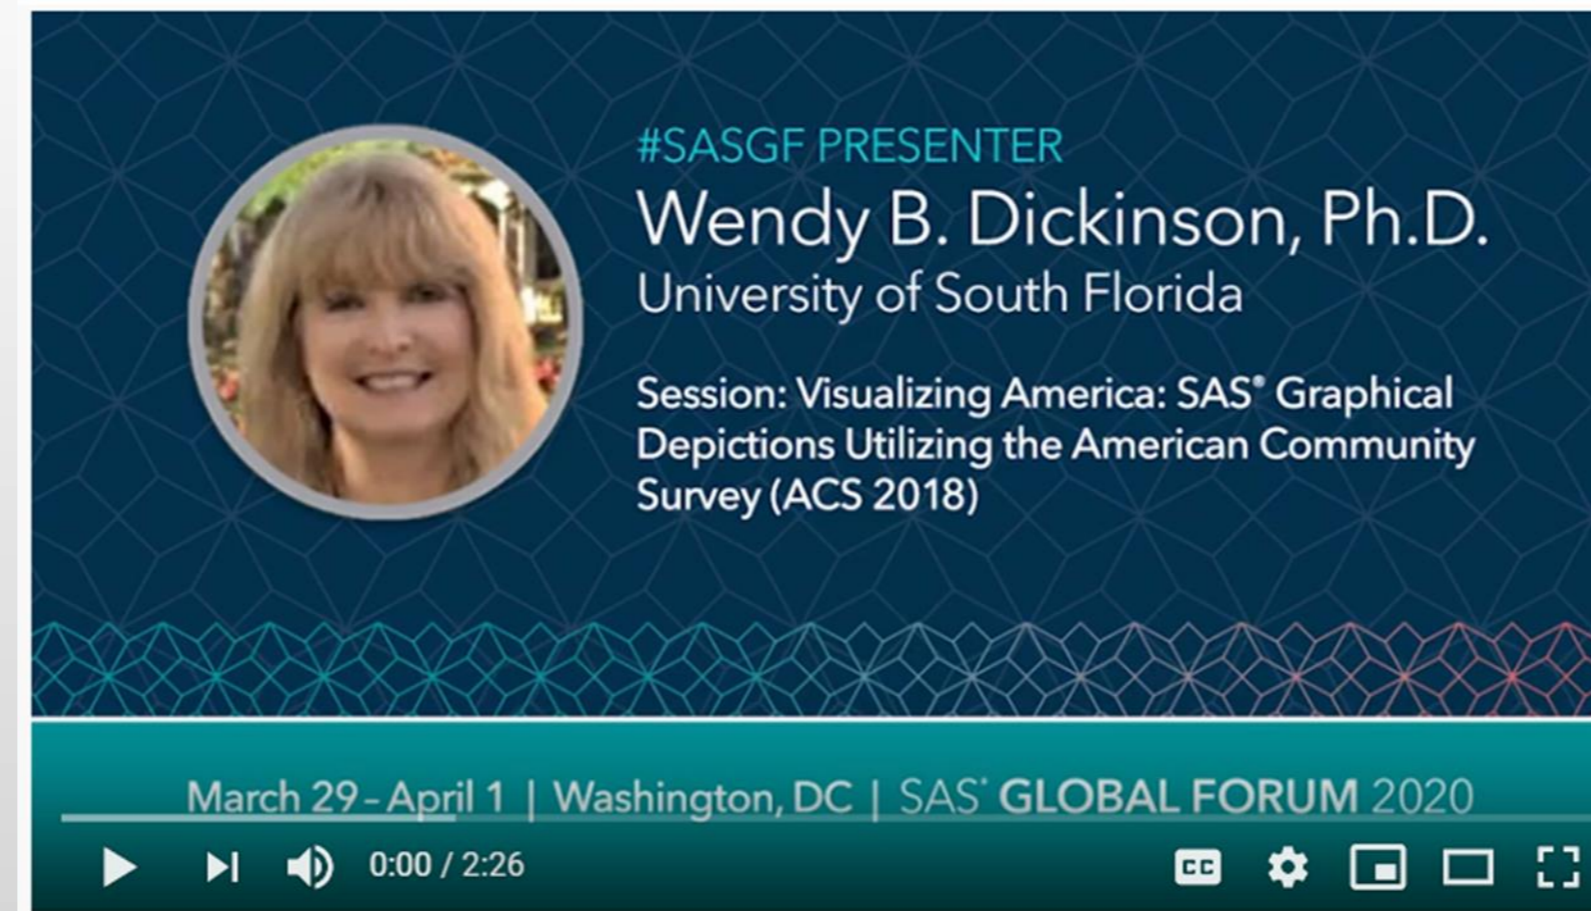 #SASGF PRESENTER
Wendy B. Dickinson, Ph.D.
University of South Florida
Session: Visualizing America: SAS® Graphical
Depictions Utilizing the American Community
Survey (ACS 2018)
March 29 – April 1 | Washington, DC | SAS® GLOBAL FORUM 2020
0:00 / 2:26
CC